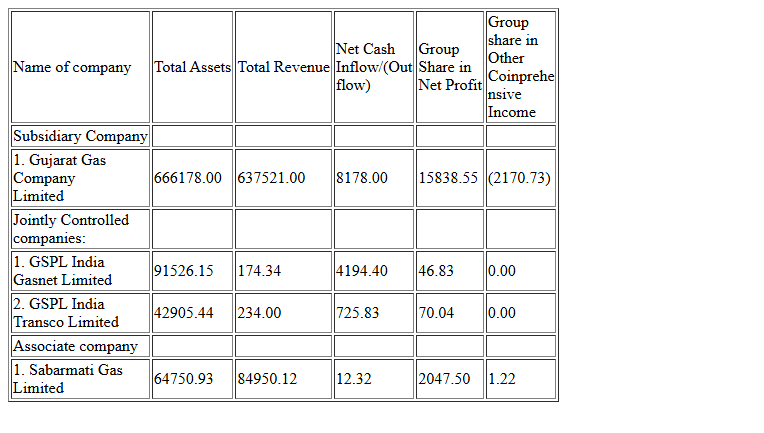 Name of company Total Assets Total Revenue Net Cash Inflow/(Out flow) Group Share in Net Profit Group share in Other Coinprehe nsive Income
Subsidiary Company
1. Gujarat Gas Company Limited 666178.00 637521.00 8178.00 15838.55 (2170.73)
Jointly Controlled companies:
1. GSPL India Gasnet Limited 91526.15 174.34 4194.40 46.83 0.00
2. GSPL India Transco Limited 42905.44 234.00 725.83 70.04 0.00
Associate company
1. Sabarmati Gas Limited 64750.93 84950.12 12.32 2047.50 1.22